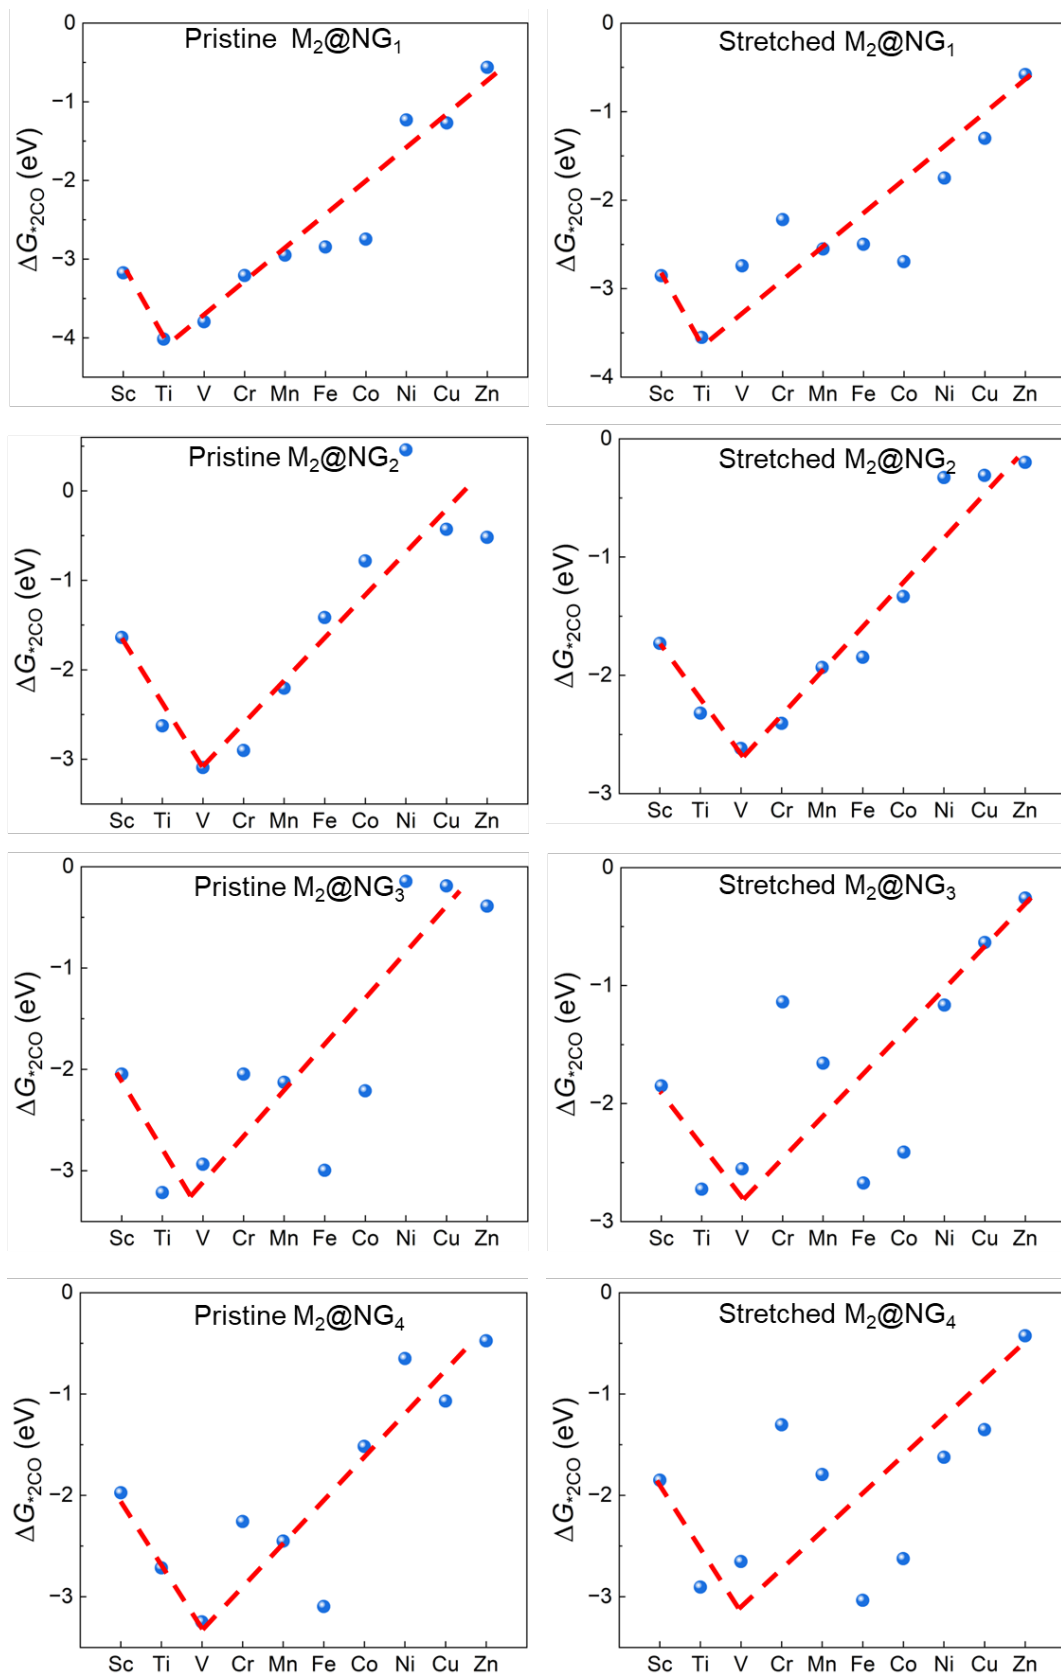 Pristine M₂@NG₁
ΔG*2CO (eV)
0
−1
−2
−3
−4
Sc Ti V Cr Mn Fe Co Ni Cu Zn
Stretched M₂@NG₁
ΔG*2CO (eV)
0
−1
−2
−3
−4
Sc Ti V Cr Mn Fe Co Ni Cu Zn
Pristine M₂@NG₂
ΔG*2CO (eV)
0
−1
−2
−3
Sc Ti V Cr Mn Fe Co Ni Cu Zn
Stretched M₂@NG₂
ΔG*2CO (eV)
0
−1
−2
−3
Sc Ti V Cr Mn Fe Co Ni Cu Zn
Pristine M₂@NG₃
ΔG*2CO (eV)
0
−1
−2
−3
Sc Ti V Cr Mn Fe Co Ni Cu Zn
Stretched M₂@NG₃
ΔG*2CO (eV)
0
−1
−2
−3
Sc Ti V Cr Mn Fe Co Ni Cu Zn
Pristine M₂@NG₄
ΔG*2CO (eV)
0
−1
−2
−3
Sc Ti V Cr Mn Fe Co Ni Cu Zn
Stretched M₂@NG₄
ΔG*2CO (eV)
0
−1
−2
−3
Sc Ti V Cr Mn Fe Co Ni Cu Zn